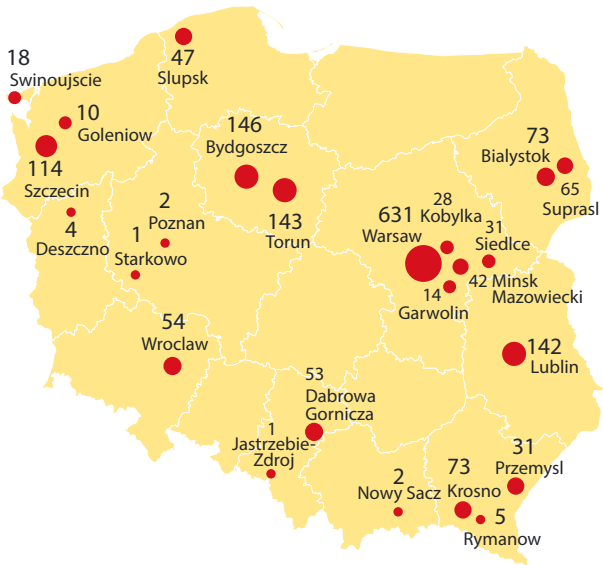 47
Slupsk
18
Swinoujscie
10
Goleniow
114
Szczecin
146
Bydgoszcz
143
Torun
73
Bialystok
65
Suprasl
2
Poznan
4
Deszczno
1
Starkowo
631
Warsaw
28
Kobylka
31
Siedlce
42 Minsk
Mazowiecki
14
Garwolin
54
Wroclaw
142
Lublin
53
Dabrowa
Gornicza
1
Jastrzebie-
Zdroj
2
Nowy Sacz
73
Krosno
31
Przemysl
5
Rymanow